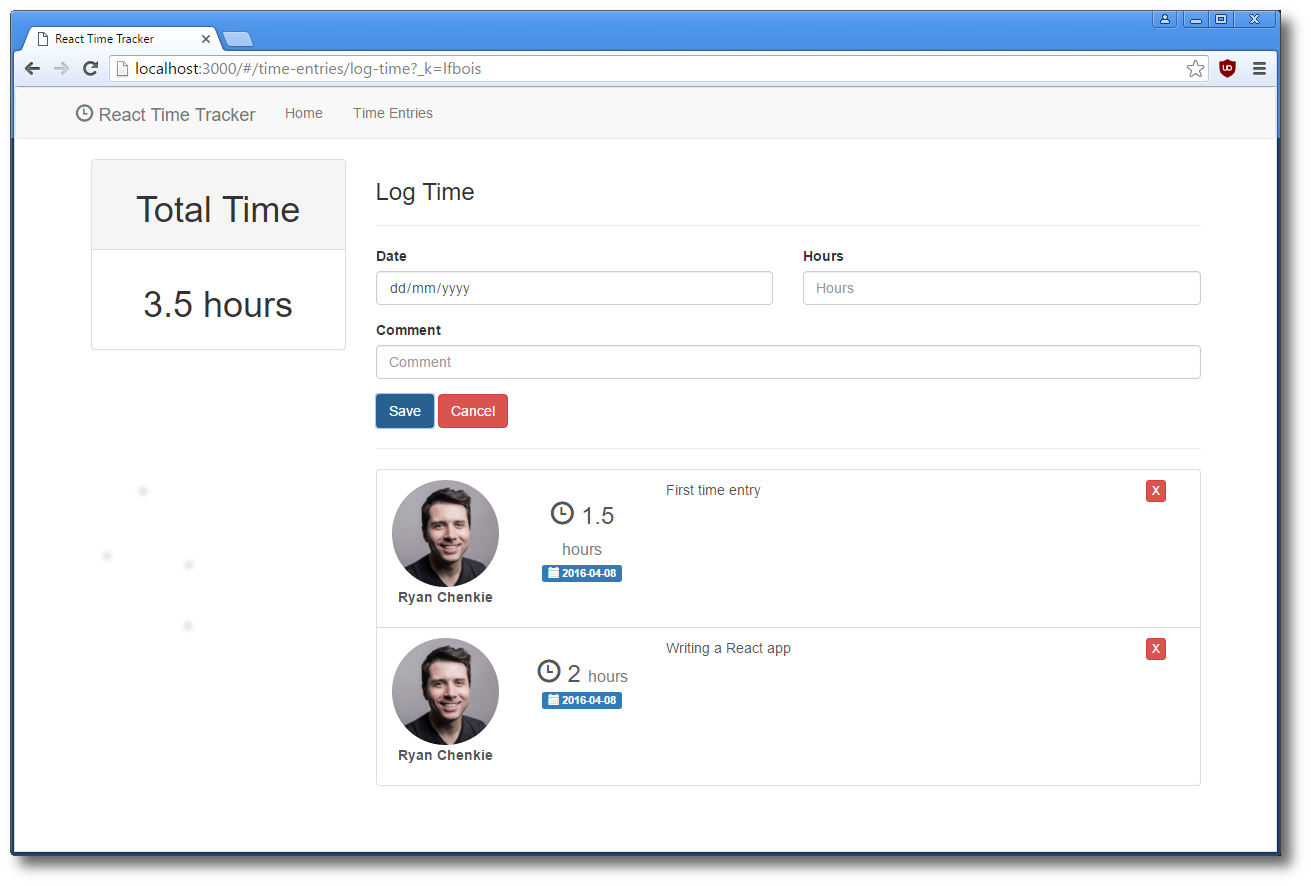 React Time Tracker
localhost:3000/#/time-entries/log-time?_k=lfbois
React Time Tracker Home Time Entries
Total Time
3.5 hours
Log Time
Date
Hours
dd/mm/yyyy
Hours
Comment
Comment
Save Cancel
1.5
hours
2016-04-08
Ryan Chenkie
First time entry
X
2 hours
2016-04-08
Ryan Chenkie
Writing a React app
X